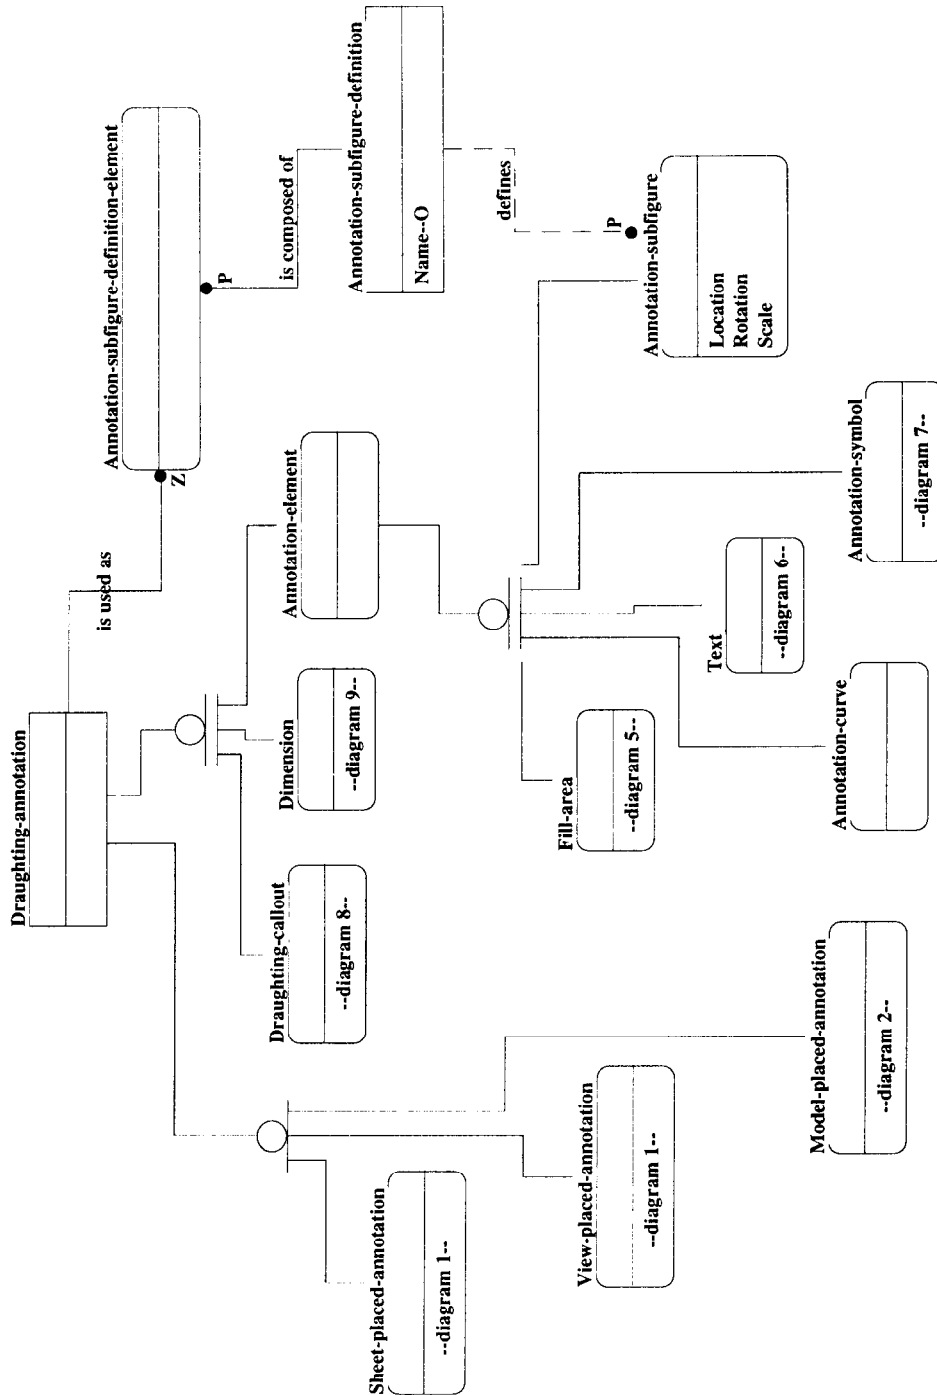 Draughting-annotation
is used as
Z
Annotation-subfigure-definition-element
P
is composed of
Annotation-subfigure-definition
Name--O
defines
P
Annotation-subfigure
Location
Rotation
Scale
Annotation-element
Dimension
--diagram 9--
Draughting-callout
--diagram 8--
Sheet-placed-annotation
--diagram 1--
View-placed-annotation
--diagram 1--
Model-placed-annotation
--diagram 2--
Fill-area
--diagram 5--
Text
--diagram 6--
Annotation-curve
Annotation-symbol
--diagram 7--